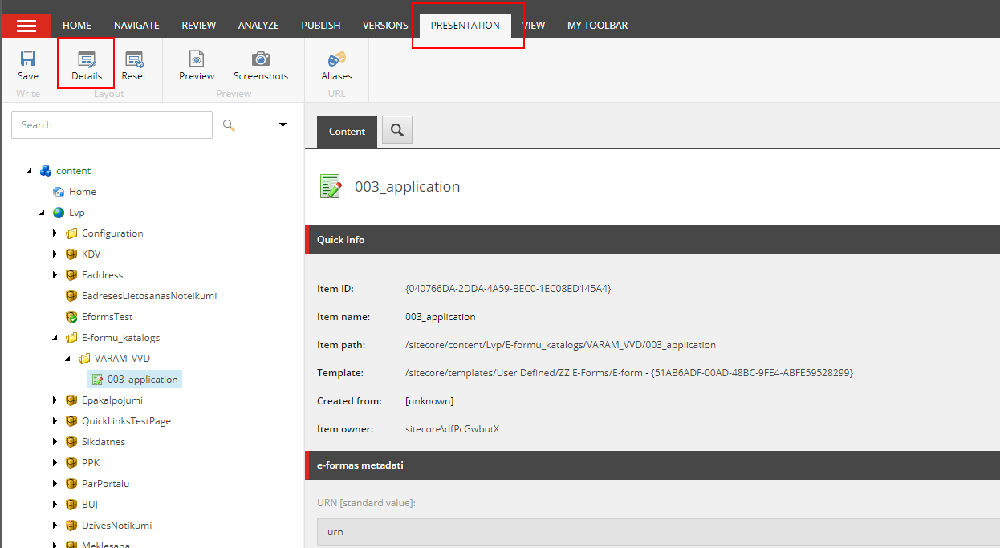 HOME NAVIGATE REVIEW ANALYZE PUBLISH VERSIONS PRESENTATION VIEW MY TOOLBAR
Save Details Reset Preview Screenshots Aliases
Write Layout Preview URL
Search
Content
content
Home
Lvp
Configuration
KDV
Eaddress
EadresesLietosanasNoteikumi
EformsTest
E-formu_katalogs
VARAM_VVD
003_application
Epakalpojumi
QuickLinksTestPage
Sikdatnes
PPK
ParPortalu
BUJ
DzivesNotikumi
Meklesana
003_application
Quick Info
Item ID: {040766DA-2DDA-4A59-BEC0-1EC08ED145A4}
Item name: 003_application
Item path: /sitecore/content/Lvp/E-formu_katalogs/VARAM_VVD/003_application
Template: /sitecore/templates/User Defined/ZZ E-Forms/E-form - {51AB6ADF-00AD-48BC-9FE4-ABFE59528299}
Created from: [unknown]
Item owner: sitecore\dfPcGwbutX
e-formas metadati
URN [standard value]:
urn